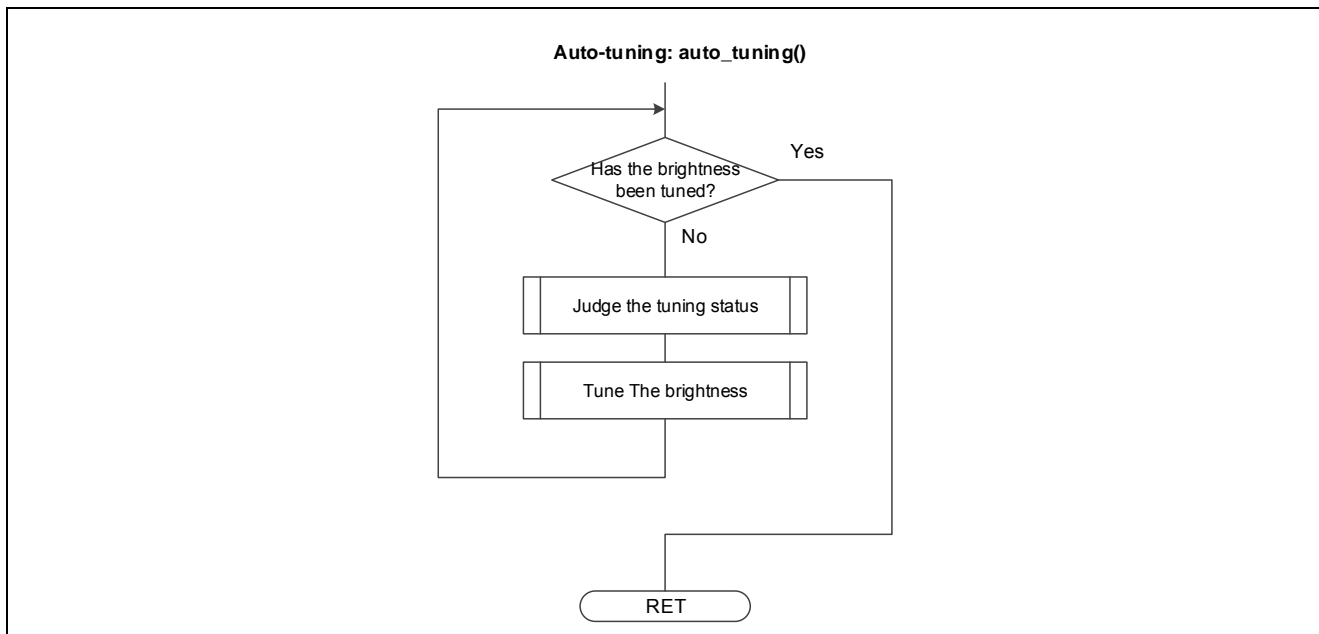 Auto-tuning: auto_tuning()
Has the brightness
been tuned?
Yes
No
Judge the tuning status
Tune The brightness
RET